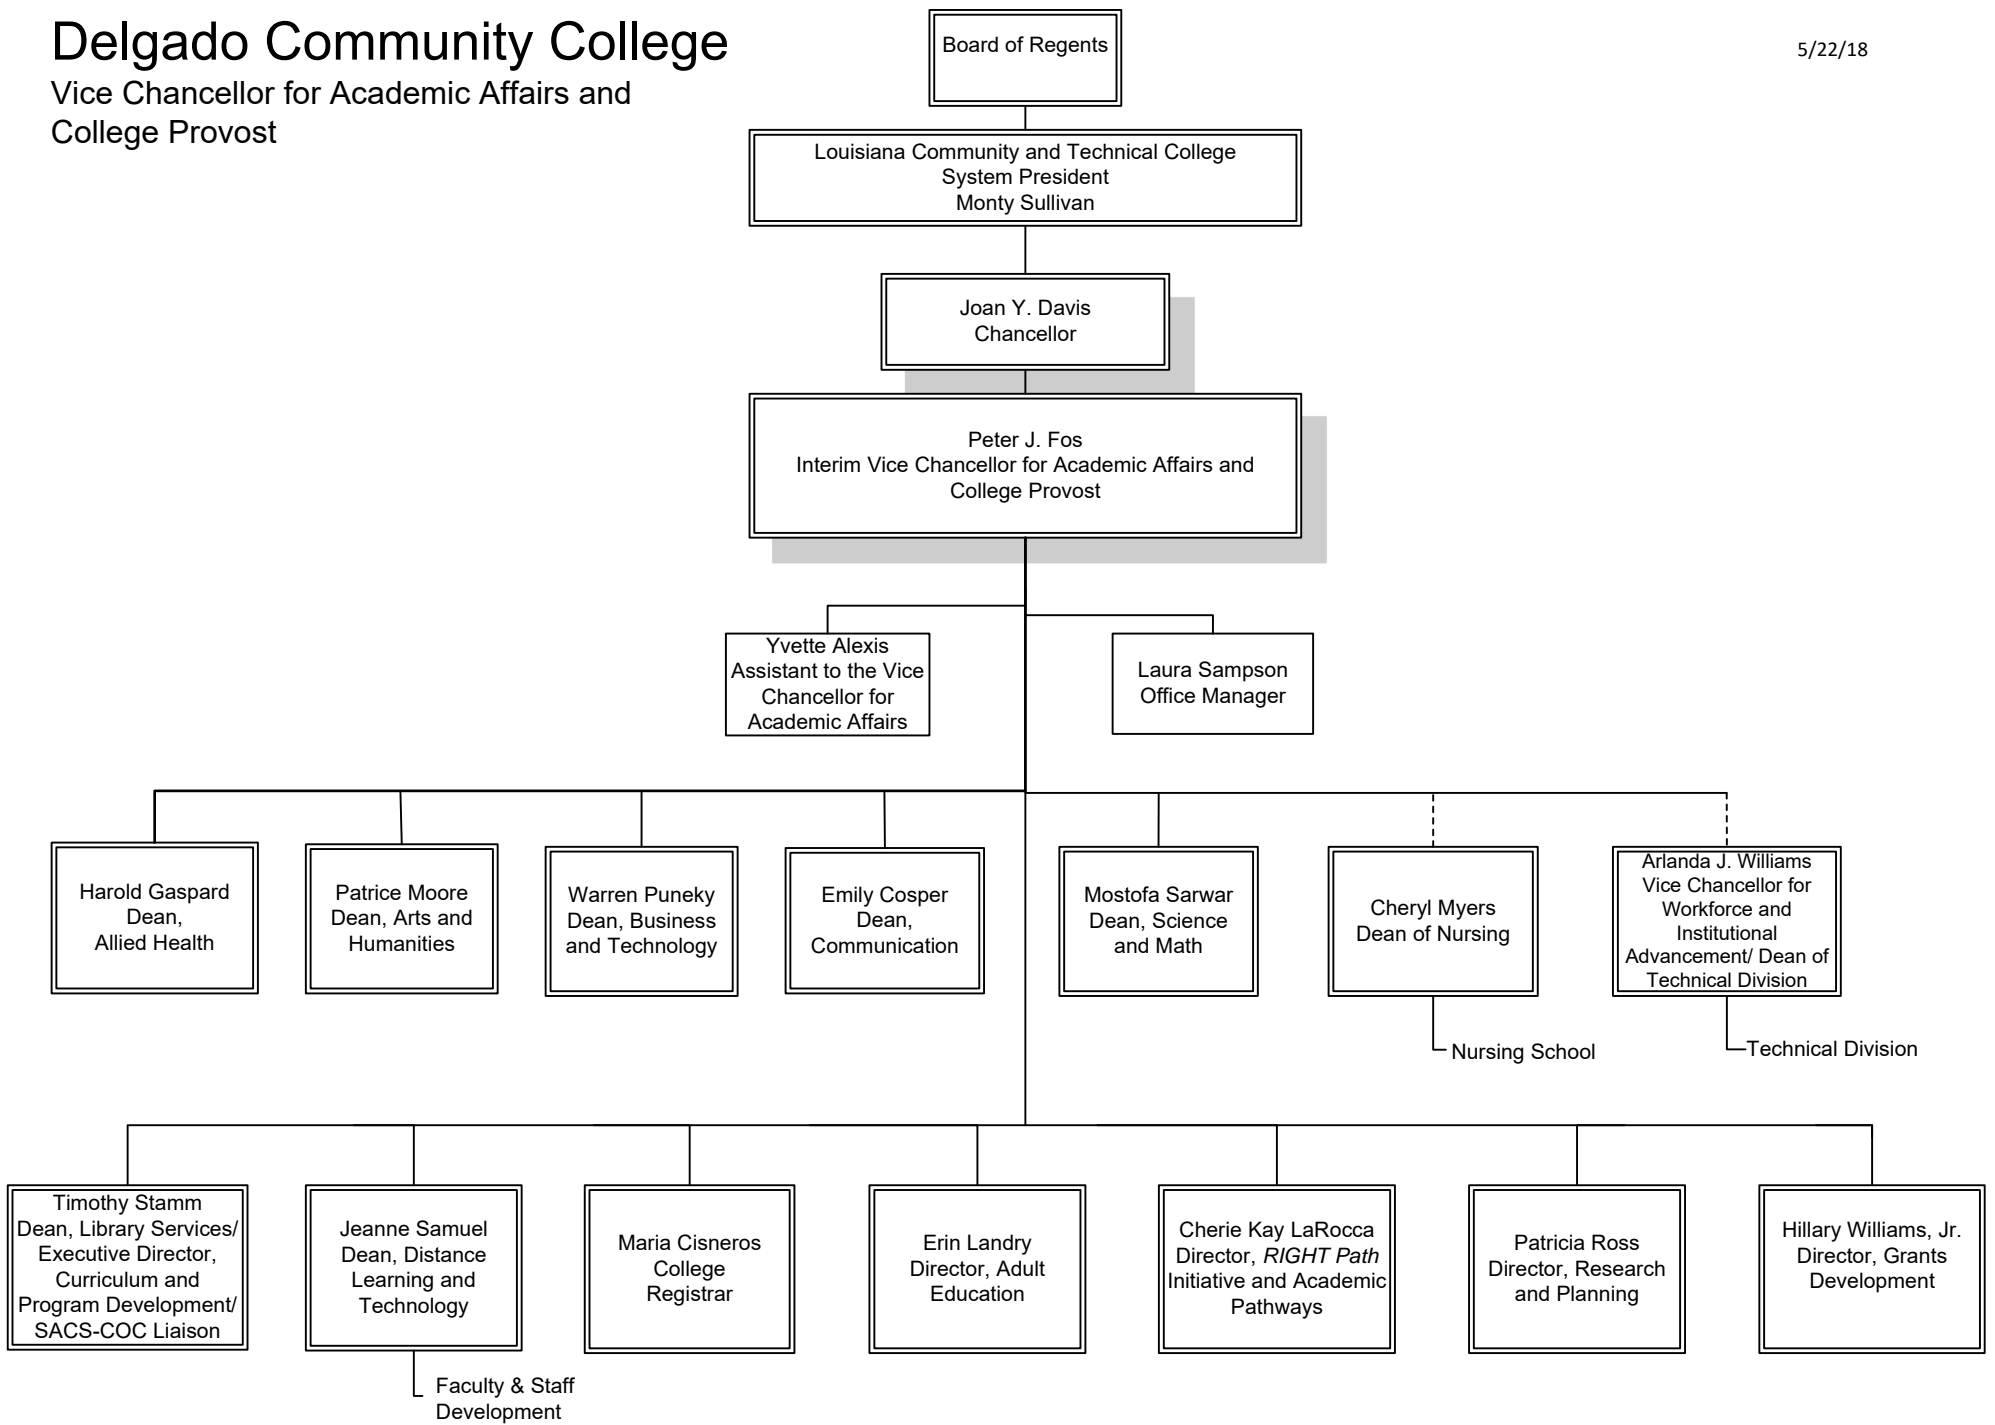 Delgado Community College
Vice Chancellor for Academic Affairs and
College Provost
5/22/18
Board of Regents
Louisiana Community and Technical College
System President
Monty Sullivan
Joan Y. Davis
Chancellor
Peter J. Fos
Interim Vice Chancellor for Academic Affairs and
College Provost
Yvette Alexis
Assistant to the Vice
Chancellor for
Academic Affairs
Laura Sampson
Office Manager
Harold Gaspard
Dean,
Allied Health
Patrice Moore
Dean, Arts and
Humanities
Warren Puneky
Dean, Business
and Technology
Emily Cosper
Dean,
Communication
Mostofa Sarwar
Dean, Science
and Math
Cheryl Myers
Dean of Nursing
Arlanda J. Williams
Vice Chancellor for
Workforce and
Institutional
Advancement/ Dean of
Technical Division
Nursing School
Technical Division
Timothy Stamm
Dean, Library Services/
Executive Director,
Curriculum and
Program Development/
SACS-COC Liaison
Jeanne Samuel
Dean, Distance
Learning and
Technology
Maria Cisneros
College
Registrar
Erin Landry
Director, Adult
Education
Cherie Kay LaRocca
Director, RIGHT Path
Initiative and Academic
Pathways
Patricia Ross
Director, Research
and Planning
Hillary Williams, Jr.
Director, Grants
Development
Faculty & Staff
Development